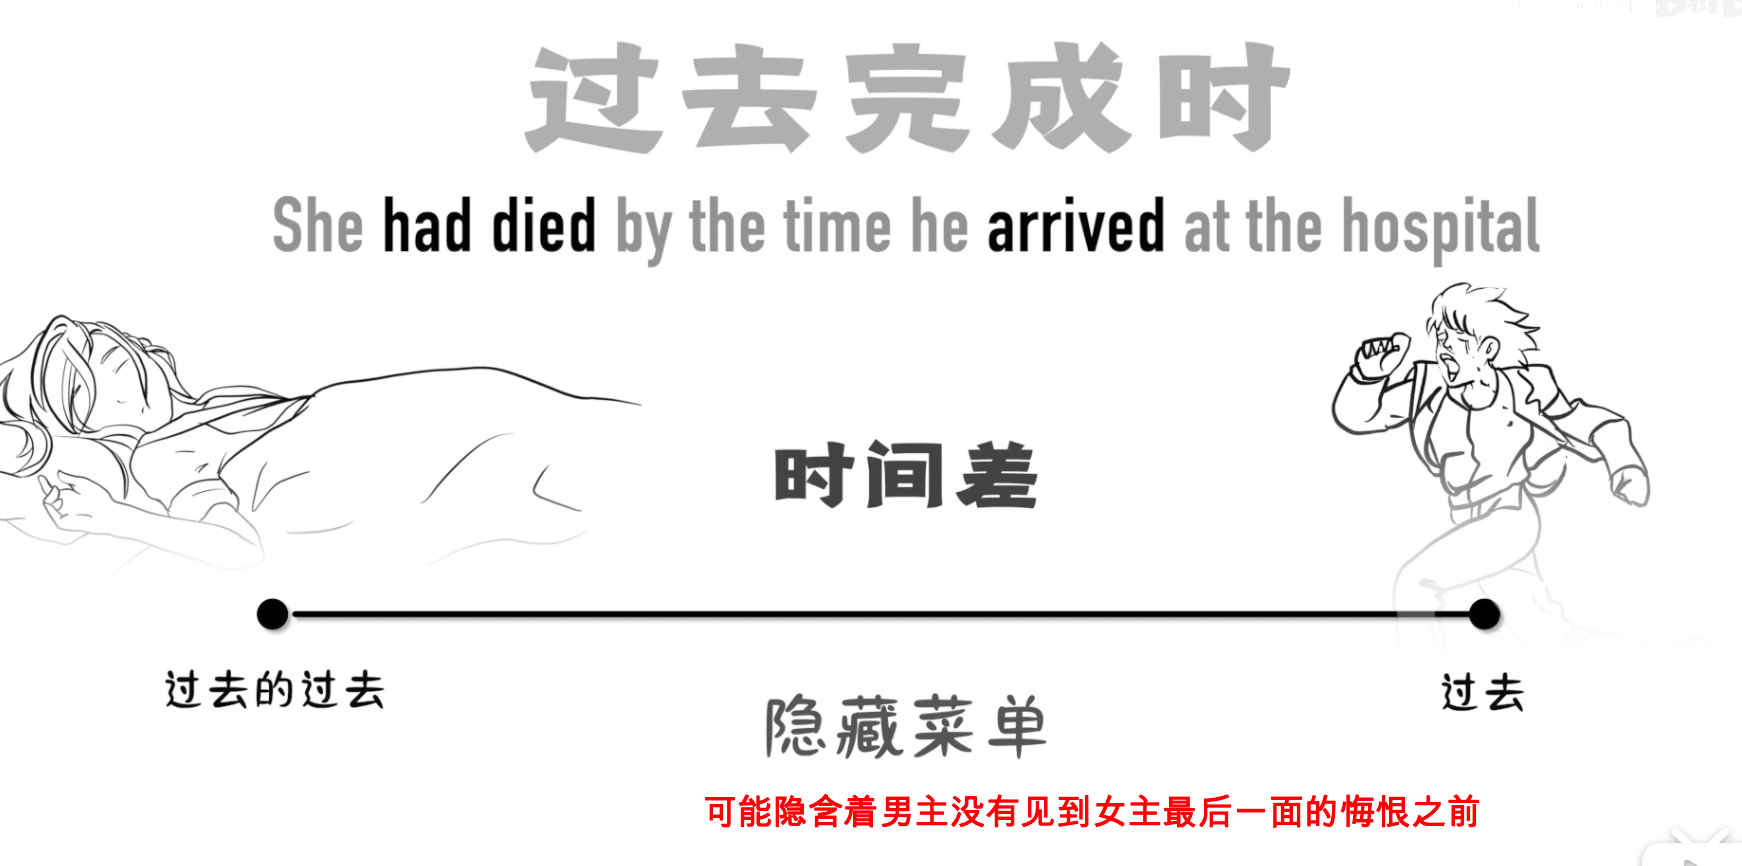 过去完成时
She had died by the time he arrived at the hospital
时间差
过去的过去
过去
隐藏菜单
可能隐含着男主没有见到女主最后一面的悔恨之前